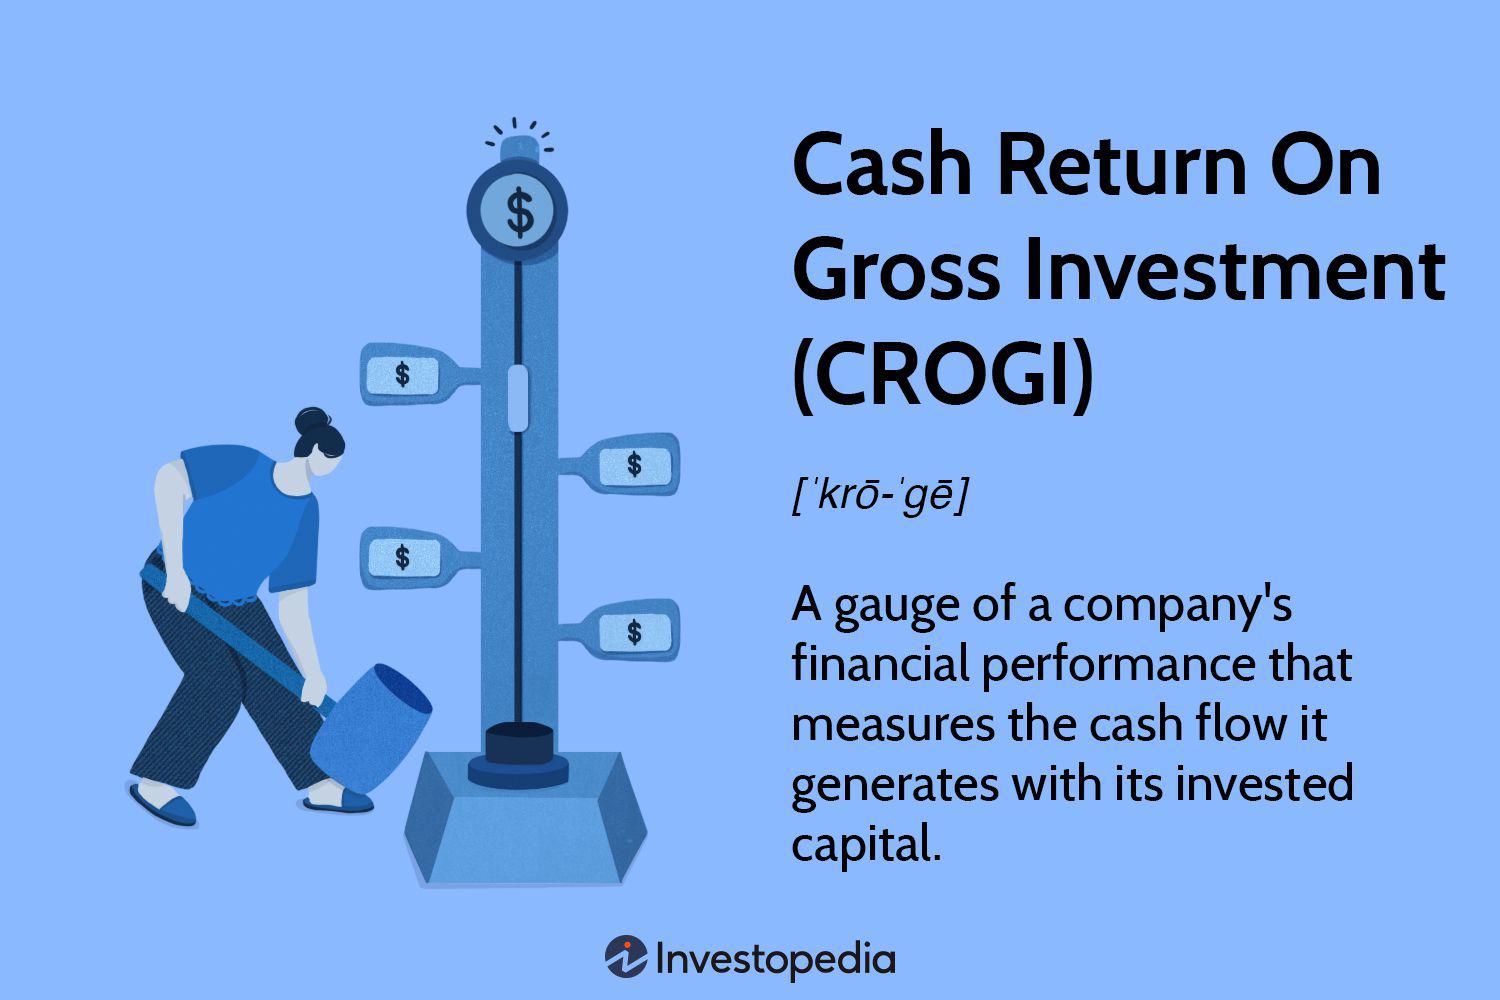 $
$
$
$
$
Cash Return On
Gross Investment
(CROGI)
[ˈkrō-ˈgē]
A gauge of a company's
financial performance that
measures the cash flow it
generates with its invested
capital.
Investopedia